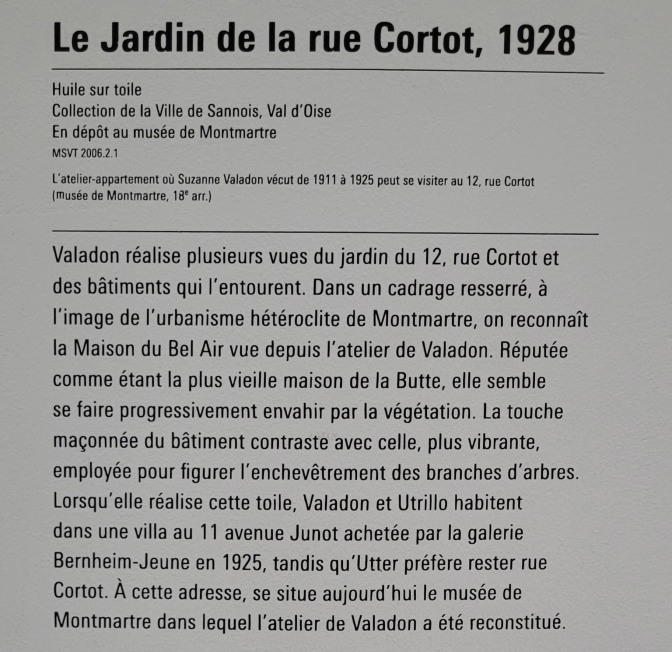 Le Jardin de la rue Cortot, 1928
Huile sur toile
Collection de la Ville de Sannois, Val d'Oise
En dépôt au musée de Montmartre
MSVT 2006.2.1
L'atelier-appartement où Suzanne Valadon vécut de 1911 à 1925 peut se visiter au 12, rue Cortot
(musée de Montmartre, 18e arr.)
Valadon réalise plusieurs vues du jardin du 12, rue Cortot et
des bâtiments qui l'entourent. Dans un cadrage resserré, à
l'image de l'urbanisme hétéroclite de Montmartre, on reconnaît
la Maison du Bel Air vue depuis l'atelier de Valadon. Réputée
comme étant la plus vieille maison de la Butte, elle semble
se faire progressivement envahir par la végétation. La touche
maçonnée du bâtiment contraste avec celle, plus vibrante,
employée pour figurer l'enchevêtrement des branches d'arbres.
Lorsqu'elle réalise cette toile, Valadon et Utrillo habitent
dans une villa au 11 avenue Junot achetée par la galerie
Bernheim-Jeune en 1925, tandis qu'Utter préfère rester rue
Cortot. À cette adresse, se situe aujourd'hui le musée de
Montmartre dans lequel l'atelier de Valadon a été reconstitué.